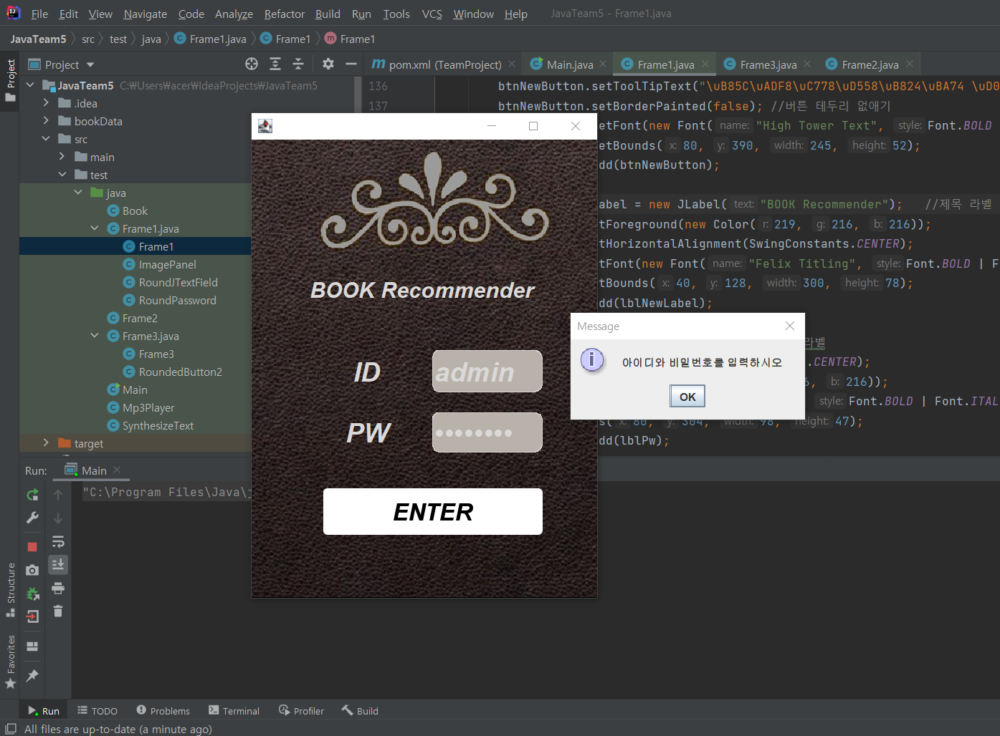 File Edit View Navigate Code Analyze Refactor Build Run Tools VCS Window Help JavaTeam5 - Frame1.java
JavaTeam5 src test java Frame1.java Frame1 Frame1
Project
Project
pom.xml (TeamProject) Main.java Frame1.java Frame3.java Frame2.java
JavaTeam5 C:₩Users₩acer₩IdeaProjects₩JavaTeam5
.idea
bookData
src
main
test
java
Book
Frame1.java
Frame1
ImagePanel
RoundJTextField
RoundPassword
Frame2
Frame3.java
Frame3
RoundedButton2
Main
Mp3Player
SynthesizeText
target
136 btnNewButton.setToolTipText("\uB85C\uADF8\uC778\uD558\uB824\uBA74 \uD0
137 btnNewButton.setBorderPainted(false); //버튼 테두리 없애기
etFont(new Font( name: "High Tower Text", style: Font.BOLD
etBounds( x: 80, y: 390, width: 245, height: 52);
dd(btnNewButton);
abel = new JLabel( text: "BOOK Recommender"); //제목 라벨
tForeground(new Color( r: 219, g: 216, b: 216));
tHorizontalAlignment(SwingConstants.CENTER);
tFont(new Font( name: "Felix Titling", style: Font.BOLD | F
tBounds( x: 40, y: 128, width: 300, height: 78);
dd(lblNewLabel);
라벨
.CENTER);
6, b: 216));
style: Font.BOLD | Font.ITAL
s( x: 80, y: 304, width: 98, height: 47);
dd(lblPw);
BOOK Recommender
ID admin
PW
ENTER
Message
아이디와 비밀번호를 입력하시오
OK
Run: Main
"C:\Program Files\Java\j
Structure
Favorites
Run TODO Problems Terminal Profiler Build
All files are up-to-date (a minute ago)